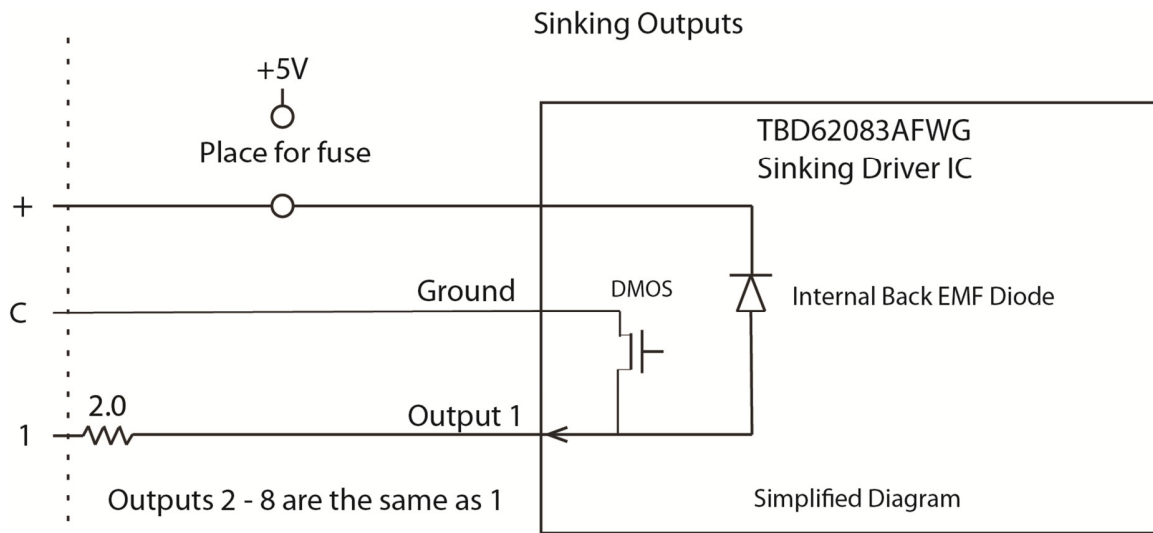 Sinking Outputs
+5V
Place for fuse
TBD62083AFWG
Sinking Driver IC
+
Ground
DMOS
Internal Back EMF Diode
C
2.0
Output 1
1
Outputs 2 - 8 are the same as 1
Simplified Diagram